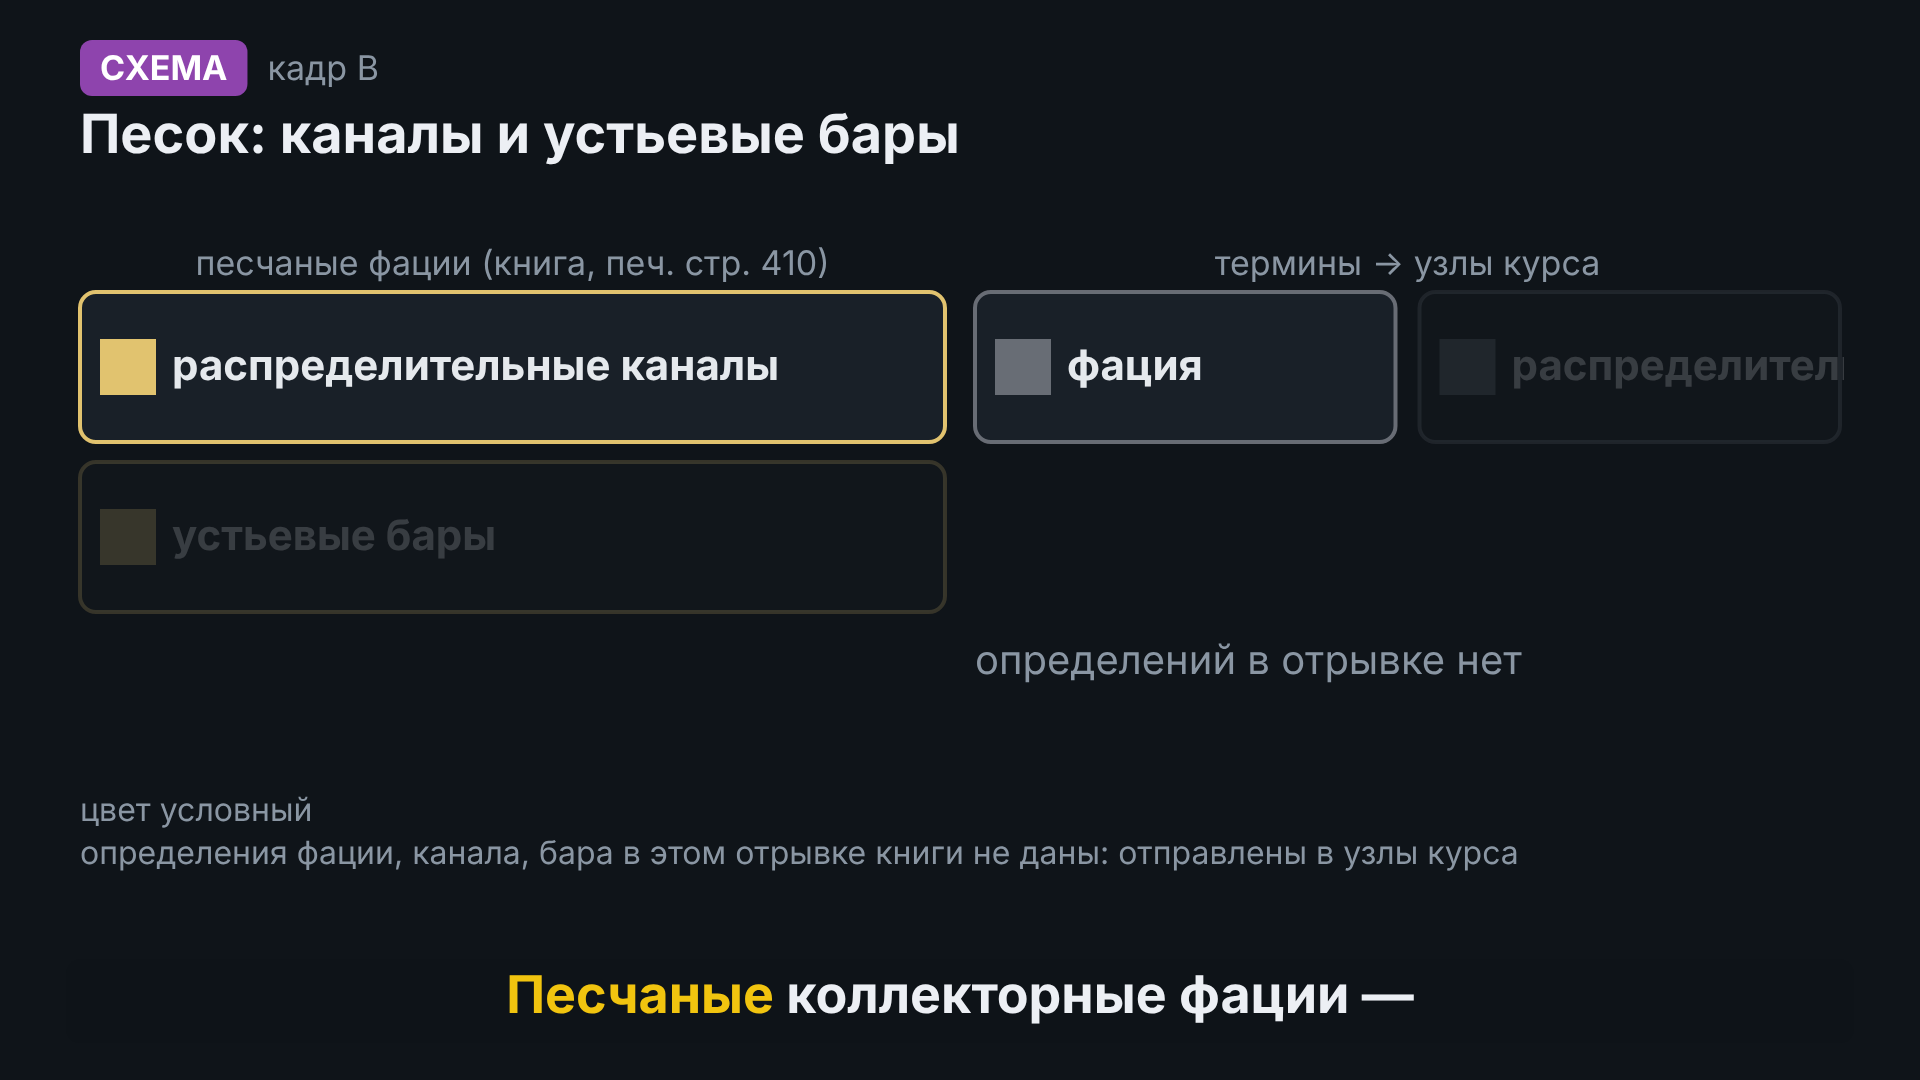 СХЕМА кадр В
Песок: каналы и устьевые бары
песчаные фации (книга, печ. стр. 410)
термины → узлы курса
распределительные каналы
фация
распределител
устьевые бары
определений в отрывке нет
цвет условный
определения фации, канала, бара в этом отрывке книги не даны: отправлены в узлы курса
Песчаные коллекторные фации —